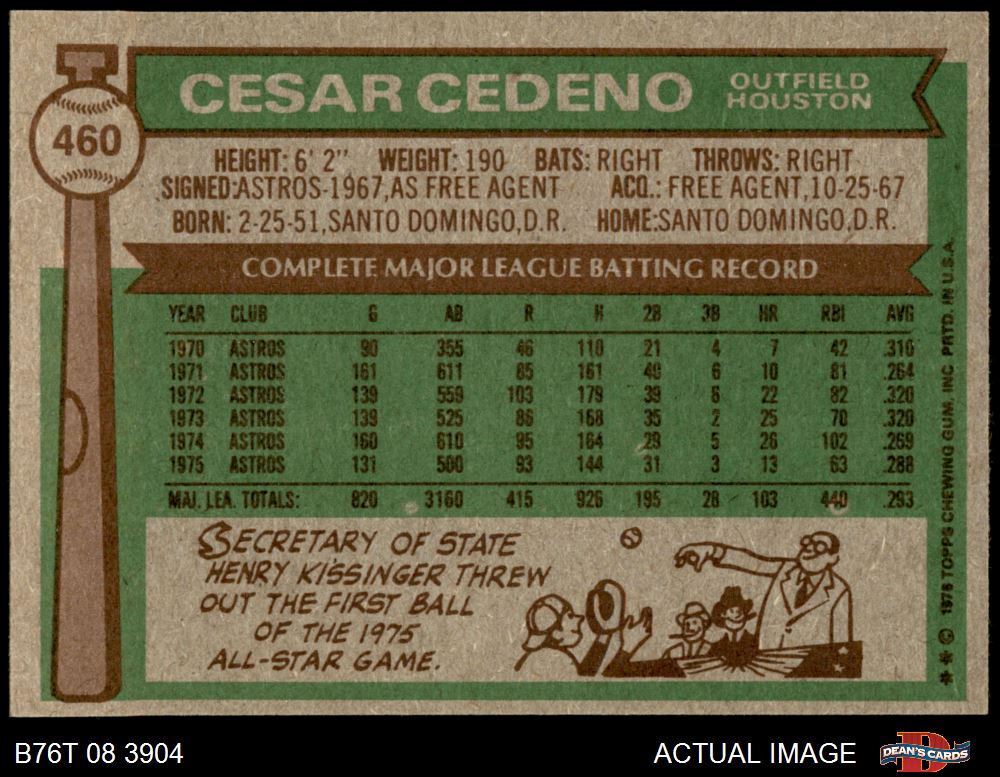 CESAR CEDENO
OUTFIELD
HOUSTON
460
HEIGHT: 6' 2" WEIGHT: 190 BATS: RIGHT THROWS: RIGHT
SIGNED: ASTROS-1967, AS FREE AGENT ACQ.: FREE AGENT, 10-25-67
BORN: 2-25-51, SANTO DOMINGO, D.R. HOME: SANTO DOMINGO, D.R.
COMPLETE MAJOR LEAGUE BATTING RECORD
YEAR CLUB G AB R H 2B 3B HR RBI AVG
1970 ASTROS 90 355 46 110 21 4 7 42 .310
1971 ASTROS 161 611 85 161 40 6 10 81 .264
1972 ASTROS 139 559 103 179 39 8 22 82 .320
1973 ASTROS 139 525 86 168 35 2 25 70 .320
1974 ASTROS 160 610 95 164 29 5 26 102 .269
1975 ASTROS 131 500 93 144 31 3 13 63 .288
MAJ. LEA. TOTALS: 820 3160 415 926 195 28 103 440 .293
SECRETARY OF STATE
HENRY KISSINGER THREW
OUT THE FIRST BALL
OF THE 1975
ALL-STAR GAME.
** © 1976 TOPPS CHEWING GUM, INC PRTD. IN U.S.A.
B76T 08 3904
ACTUAL IMAGE
DEAN'S CARDS